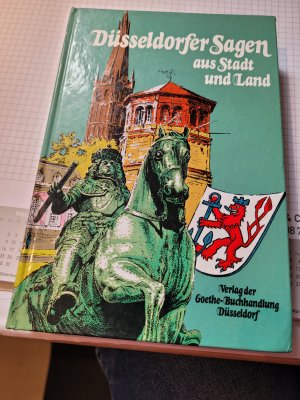 Düsseldorfer Sagen
aus Stadt
und Land
Verlag der
Goethe-Buchhandlung
Düsseldorf